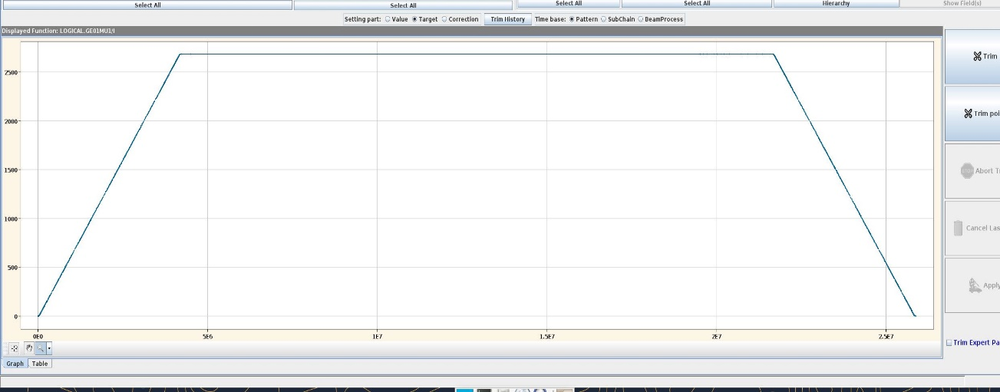 Select All Select All Select All Select All Hierarchy Show Field(s)
Setting part: Value Target Correction Trim History Time base: Pattern SubChain BeamProcess
Displayed Function: LOGICAL.GE01MU1/I
Trim
2500
Trim poi
2000
1500
Abort Tr
1000
Cancel Las
500
Apply
0
0E0 5E6 1E7 1.5E7 2E7 2.5E7
Trim Expert Pa
Graph Table